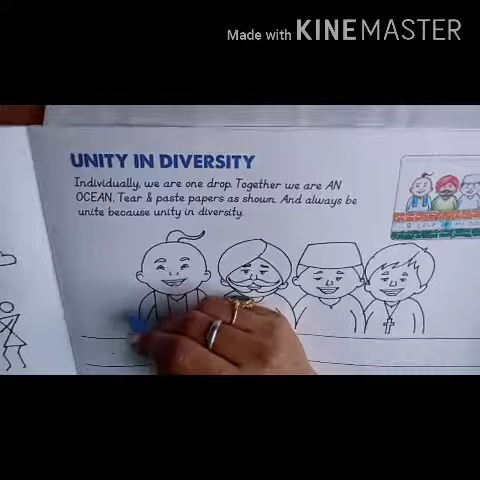 Made with KINEMASTER
UNITY IN DIVERSITY
Individually, we are one drop. Together we are AN
OCEAN. Tear & paste papers as shown. And always be
unite because unity in diversity.